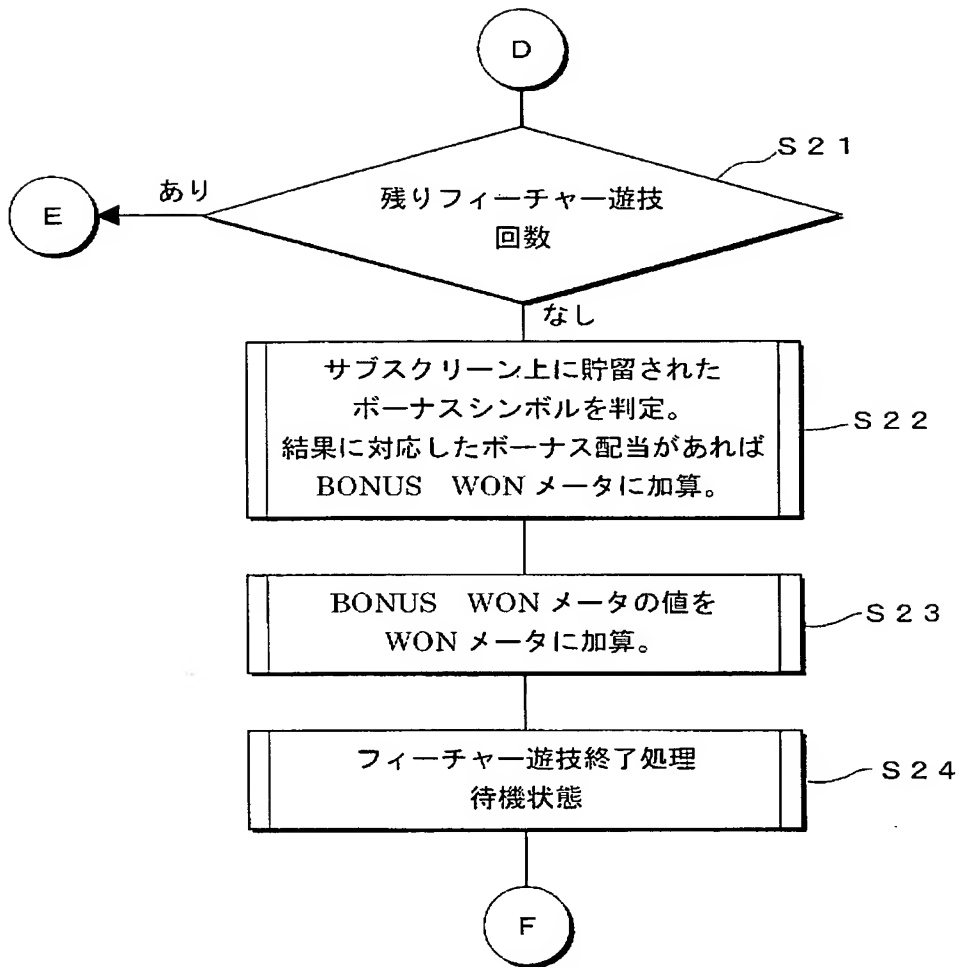 D
S21
残りフィーチャー遊技
回数
あり
E
なし
サブスクリーン上に貯留された
ボーナスシンボルを判定。
結果に対応したボーナス配当があれば
BONUS WON メータに加算。
S22
BONUS WON メータの値を
WON メータに加算。
S23
フィーチャー遊技終了処理
待機状態
S24
F